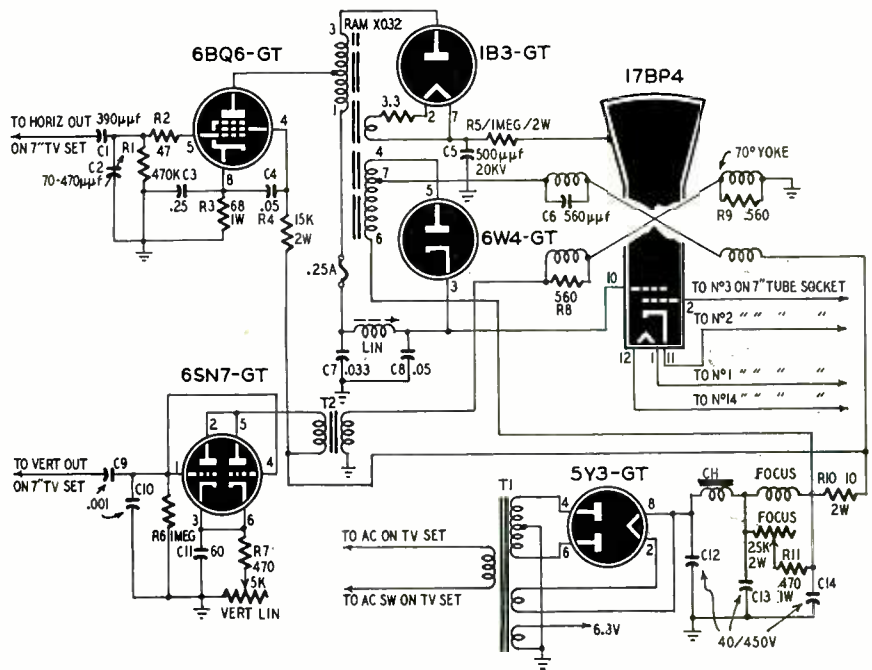 RAM X032
3
6BQ6-GT
1B3-GT
17BP4
TO HORIZ OUT
ON 7" TV SET
390µµf
C1
R1
R2
47
5
4
8
C2
70-470µµf
470K
C3
.25
R3
68
1W
C4
.05
R4
15K
2W
1
3.3
2
7
R5/1MEG/2W
C5
500µµf
20KV
4
7
6
5
6W4-GT
3
C6
560µµf
70° YOKE
R9
.560
560
R8
.25A
LIN
C7
.033
C8
.05
10
2
12
1
11
TO Nº3 ON 7" TUBE SOCKET
TO Nº2 " " " "
TO Nº1 " " " "
TO Nº14 " " " "
6SN7-GT
2
5
1
4
3
6
T2
TO VERT OUT
ON 7" TV SET
C9
.001
C10
R6
1MEG
C11
60
R7
470
5K
VERT LIN
TO AC ON TV SET
TO AC SW ON TV SET
T1
5Y3-GT
4
6
8
2
6.3V
CH
FOCUS
FOCUS
25K
2W
R10
10
2W
R11
470
1W
C12
C13
C14
40/450V